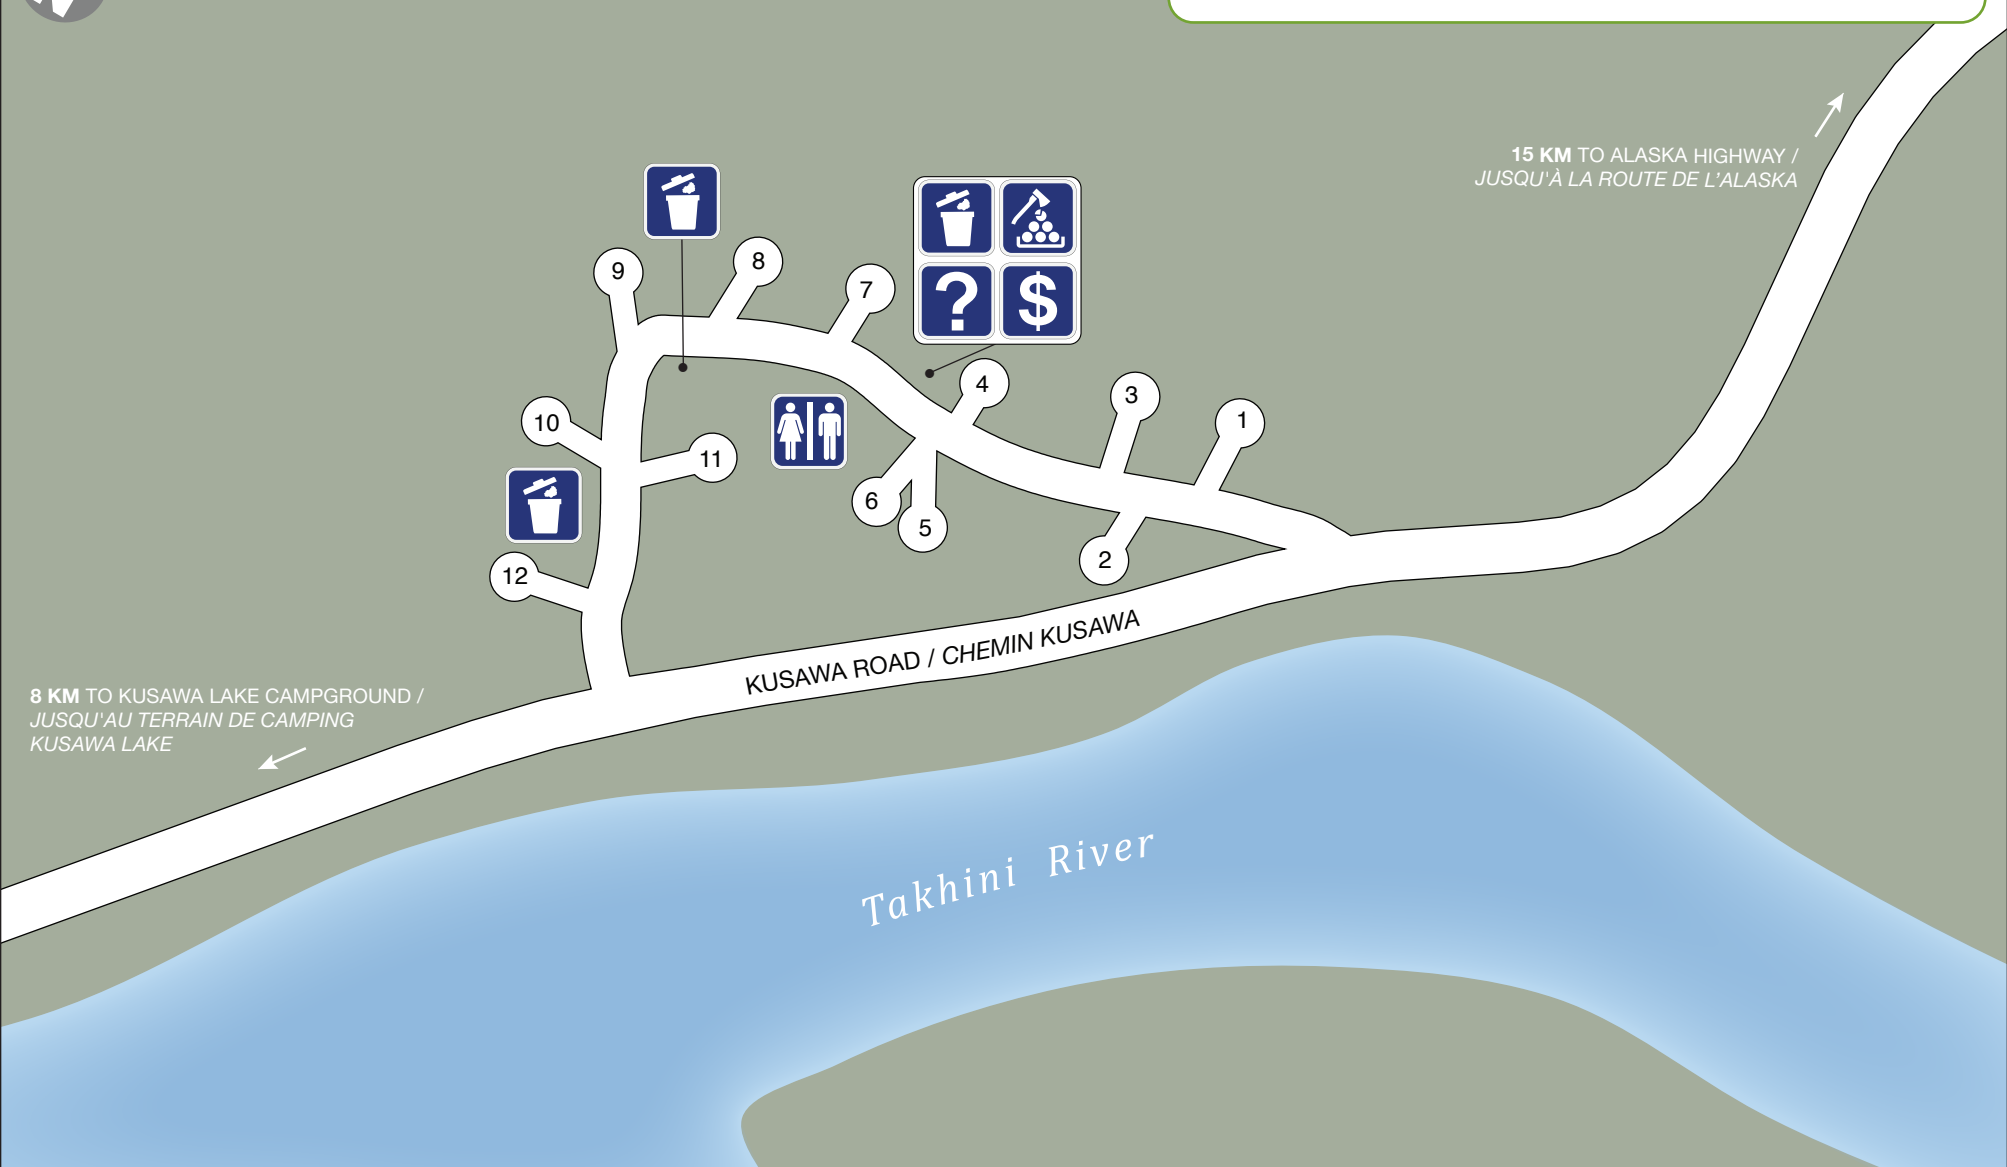 15 KM TO ALASKA HIGHWAY /
JUSQU'À LA ROUTE DE L'ALASKA
9
8
7
? $
4
3
1
10
11
6
5
2
12
KUSAWA ROAD / CHEMIN KUSAWA
8 KM TO KUSAWA LAKE CAMPGROUND /
JUSQU'AU TERRAIN DE CAMPING
KUSAWA LAKE
Takhini River